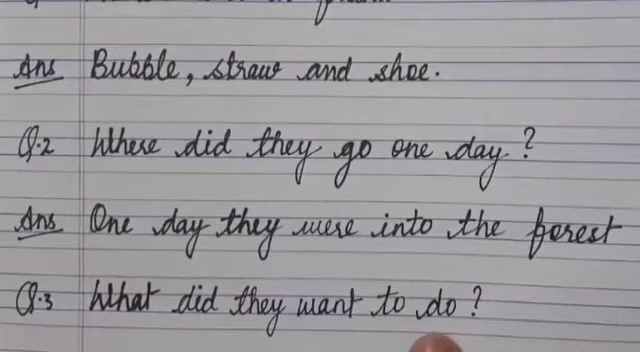 Ans Bubble, straw and shoe.
Q.2 Where did they go one day?
Ans One day they were into the forest
Q.3 What did they want to do?